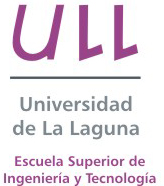 ull
Universidad
de La Laguna
Escuela Superior de
Ingeniería y Tecnología